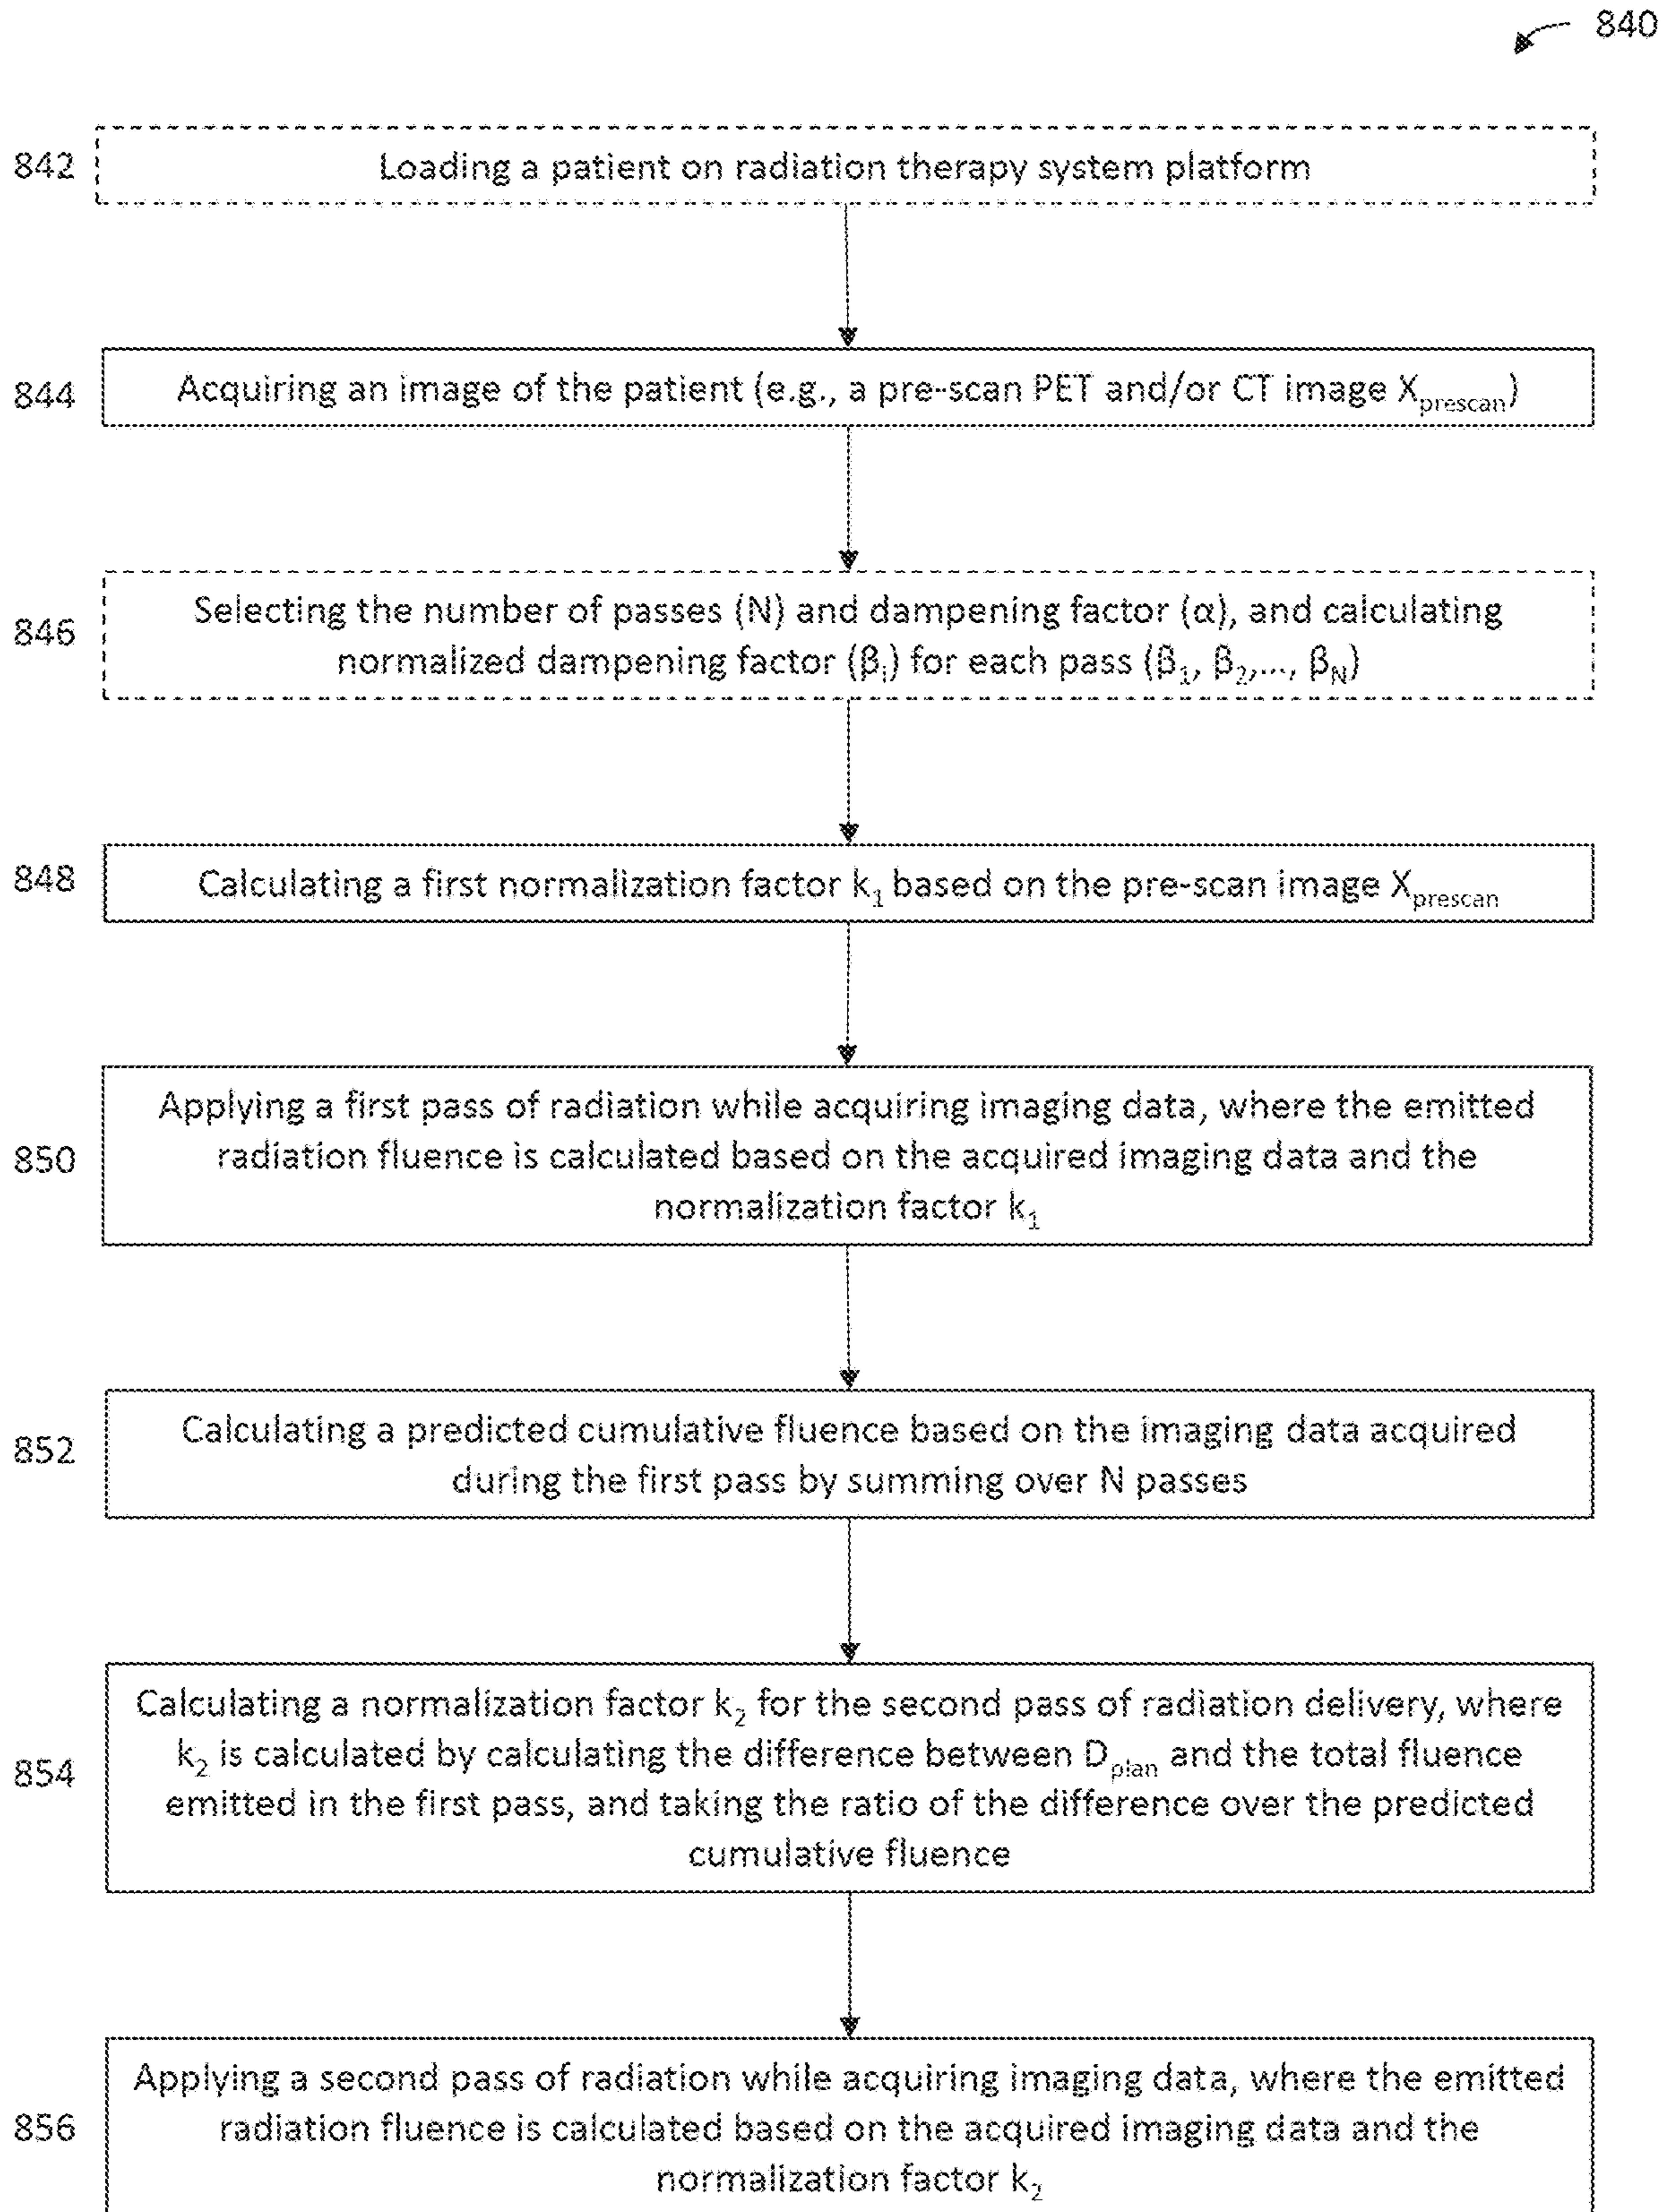 840
842
Loading a patient on radiation therapy system platform
844
Acquiring an image of the patient (e.g., a pre-scan PET and/or CT image Xprescan)
846
Selecting the number of passes (N) and dampening factor (α), and calculating
normalized dampening factor (βi) for each pass (β1, β2,..., βN)
848
Calculating a first normalization factor k1 based on the pre-scan image Xprescan
850
Applying a first pass of radiation while acquiring imaging data, where the emitted
radiation fluence is calculated based on the acquired imaging data and the
normalization factor k1
852
Calculating a predicted cumulative fluence based on the imaging data acquired
during the first pass by summing over N passes
854
Calculating a normalization factor k2 for the second pass of radiation delivery, where
k2 is calculated by calculating the difference between Dplan and the total fluence
emitted in the first pass, and taking the ratio of the difference over the predicted
cumulative fluence
856
Applying a second pass of radiation while acquiring imaging data, where the emitted
radiation fluence is calculated based on the acquired imaging data and the
normalization factor k2